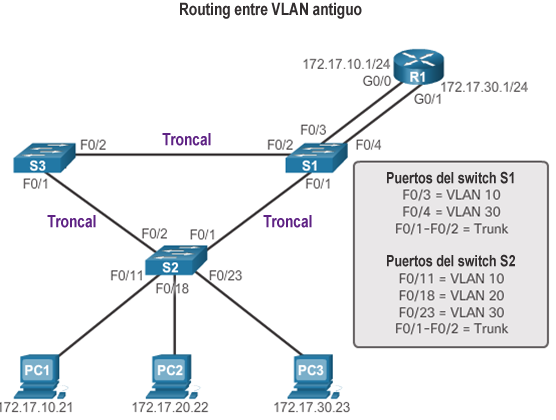 Routing entre VLAN antiguo
172.17.10.1/24
G0/0
R1
172.17.30.1/24
G0/1
F0/3
F0/4
Troncal
F0/2
F0/2
S3
S1
F0/1
F0/1
Troncal
Troncal
F0/2
F0/1
S2
F0/11
F0/18
F0/23
Puertos del switch S1
F0/3 = VLAN 10
F0/4 = VLAN 30
F0/1-F0/2 = Trunk
Puertos del switch S2
F0/11 = VLAN 10
F0/18 = VLAN 20
F0/23 = VLAN 30
F0/1-F0/2 = Trunk
PC1
PC2
PC3
172.17.10.21
172.17.20.22
172.17.30.23